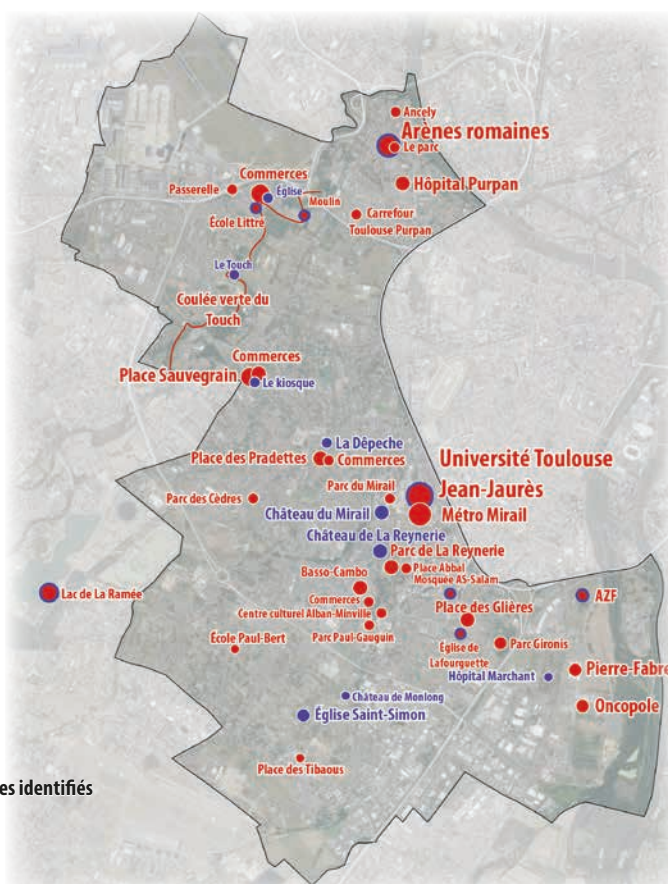 Ancely
Arènes romaines
Le parc
Commerces
Passerelle
Église
Hôpital Purpan
Moulin
École Littré
Carrefour
Toulouse Purpan
Le Touch
Coulée verte du
Touch
Commerces
Place Sauvegrain
Le kiosque
La Dêpeche
Place des Pradettes
Commerces
Université Toulouse
Jean-Jaurès
Parc des Cèdres
Parc du Mirail
Château du Mirail
Métro Mirail
Château de La Reynerie
Parc de La Reynerie
Place Abbal
Basso-Cambo
Mosquée AS-Salam
Lac de La Ramée
AZF
Commerces
Place des Glières
Centre culturel Alban-Minville
Parc Paul-Gauguin
École Paul-Bert
Église de
Lafourguette
Parc Gironis
Hôpital Marchant
Pierre-Fabre
Château de Monlong
Oncopole
Église Saint-Simon
Place des Tibaous
es identifiés